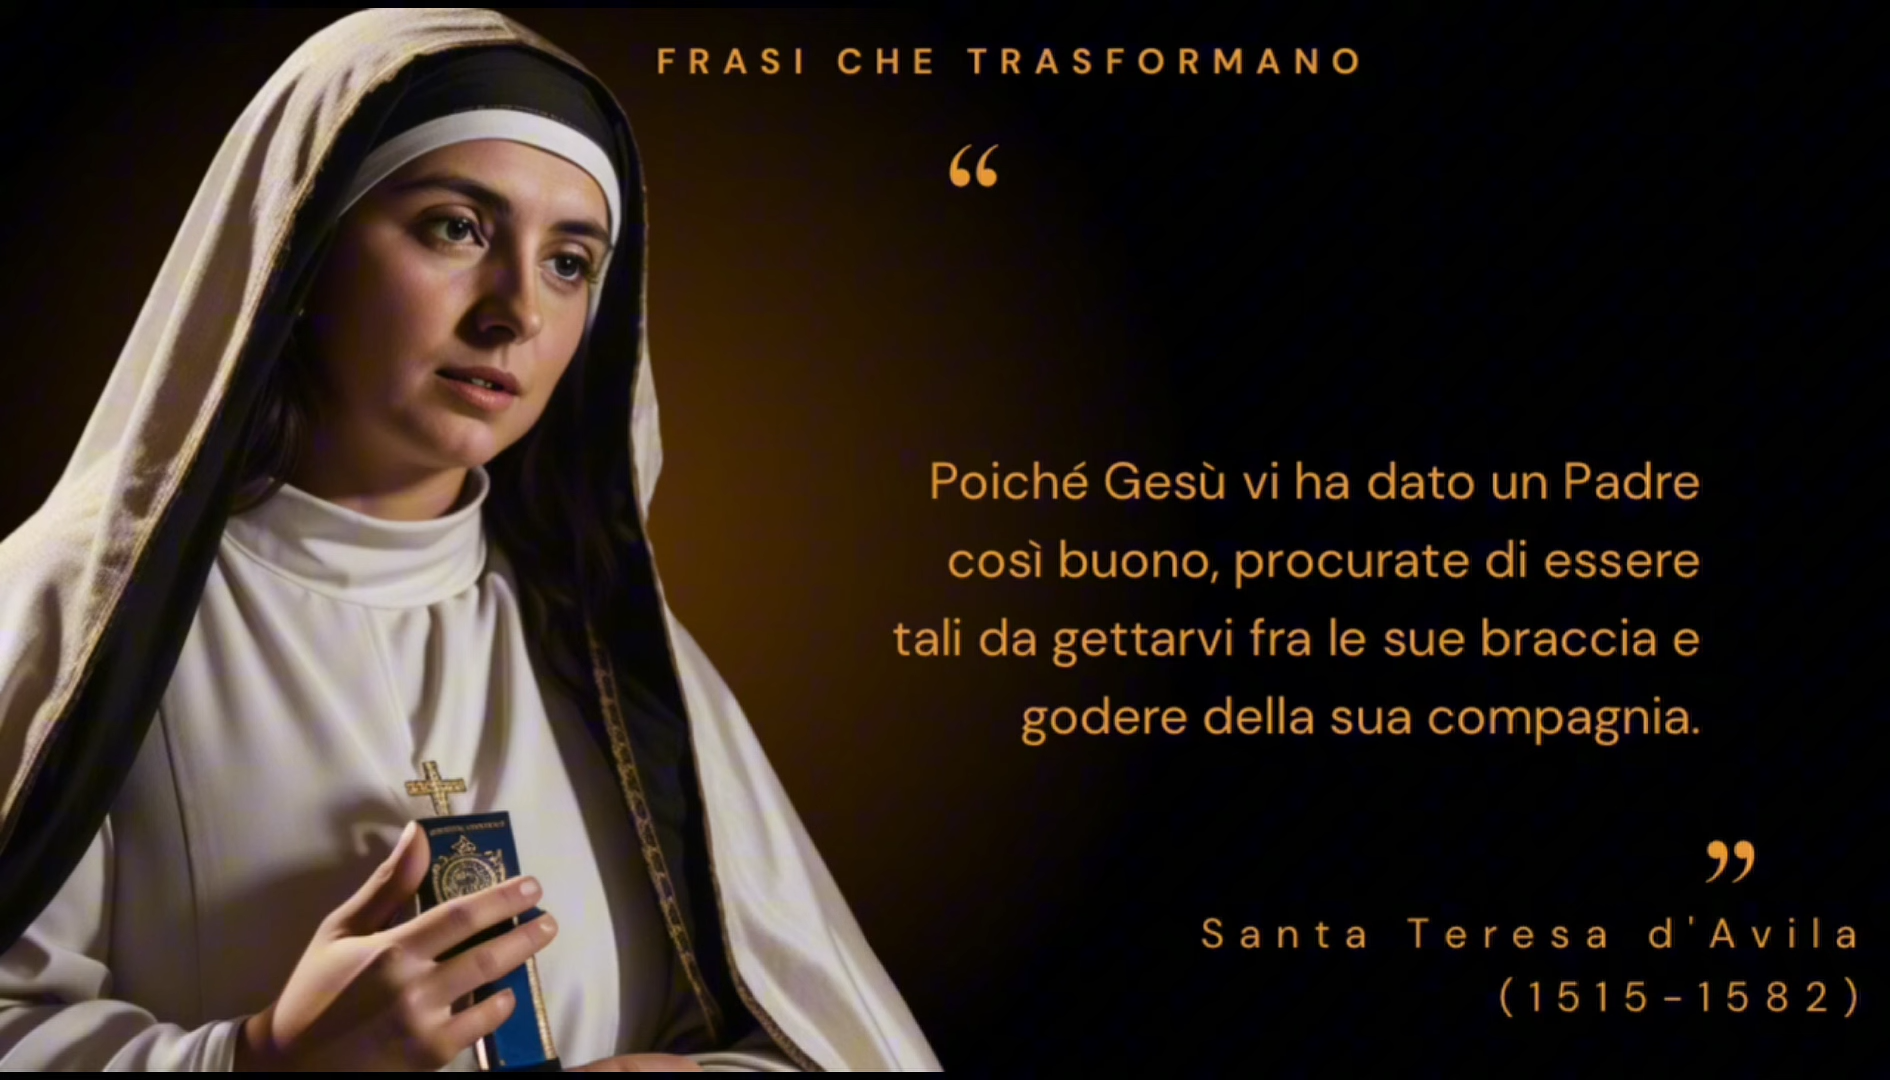 FRASI CHE TRASFORMANO
“
Poiché Gesù vi ha dato un Padre
così buono, procurate di essere
tali da gettarvi fra le sue braccia e
godere della sua compagnia.
”
Santa Teresa d'Avila
(1515-1582)